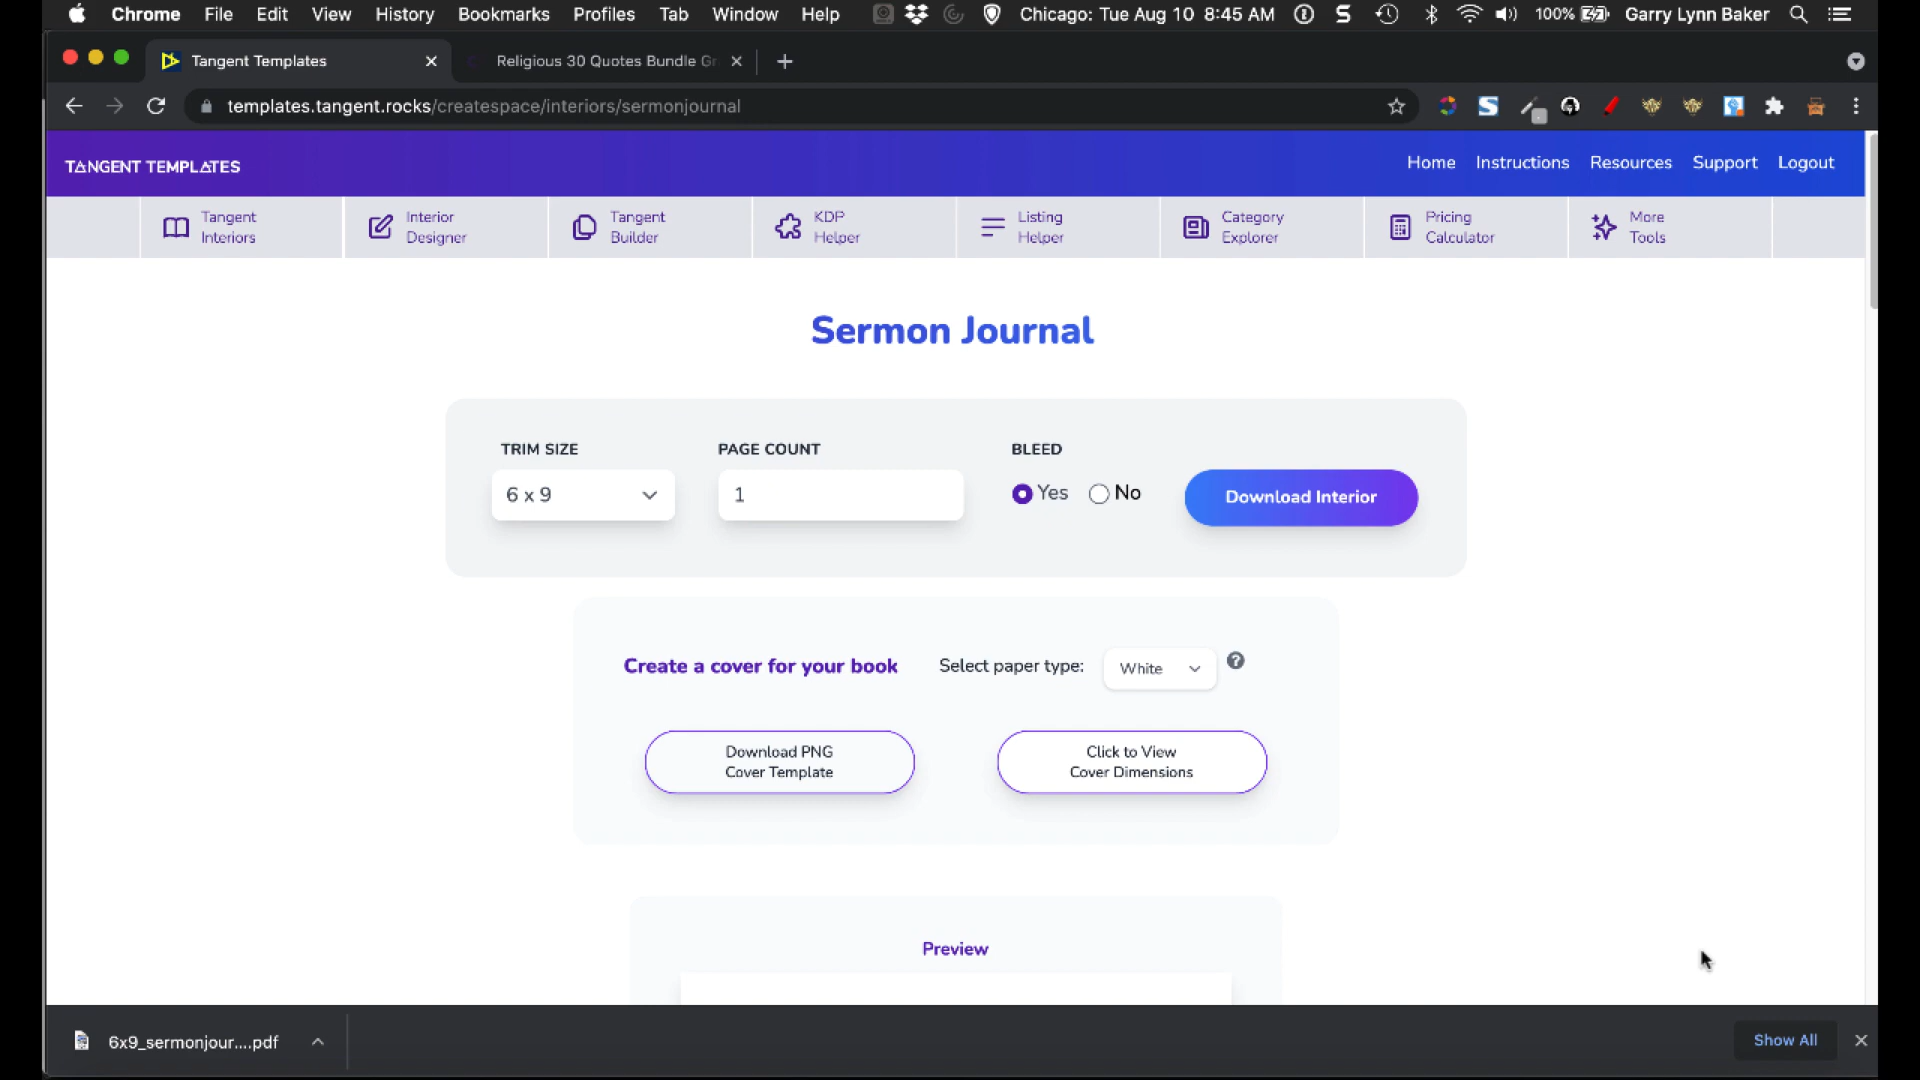 Chrome File Edit View History Bookmarks Profiles Tab Window Help Chicago: Tue Aug 10 8:45 AM 100% Garry Lynn Baker
Tangent Templates
Religious 30 Quotes Bundle Gr
templates.tangent.rocks/createspace/interiors/sermonjournal
TANGENT TEMPLATES
Home Instructions Resources Support Logout
Tangent
Interiors
Interior
Designer
Tangent
Builder
KDP
Helper
Listing
Helper
Category
Explorer
Pricing
Calculator
More
Tools
Sermon Journal
TRIM SIZE PAGE COUNT BLEED
6 x 9 1 Yes No Download Interior
Create a cover for your book Select paper type: White ?
Download PNG
Cover Template
Click to View
Cover Dimensions
Preview
6x9_sermonjour....pdf
Show All